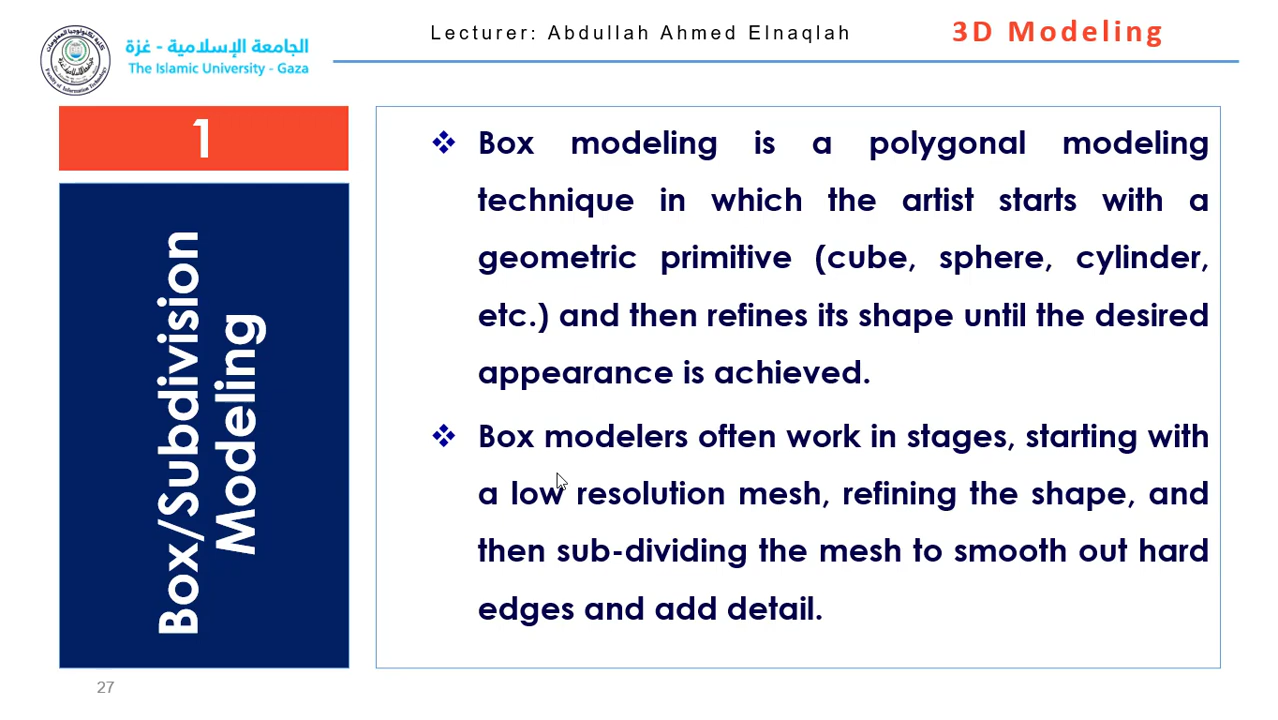 الجامعة الإسلامية - غزة
The Islamic University - Gaza
Lecturer: Abdullah Ahmed Elnaqlah
3D Modeling
1
Box/Subdivision
Modeling
❖ Box modeling is a polygonal modeling
technique in which the artist starts with a
geometric primitive (cube, sphere, cylinder,
etc.) and then refines its shape until the desired
appearance is achieved.
❖ Box modelers often work in stages, starting with
a low resolution mesh, refining the shape, and
then sub-dividing the mesh to smooth out hard
edges and add detail.
27